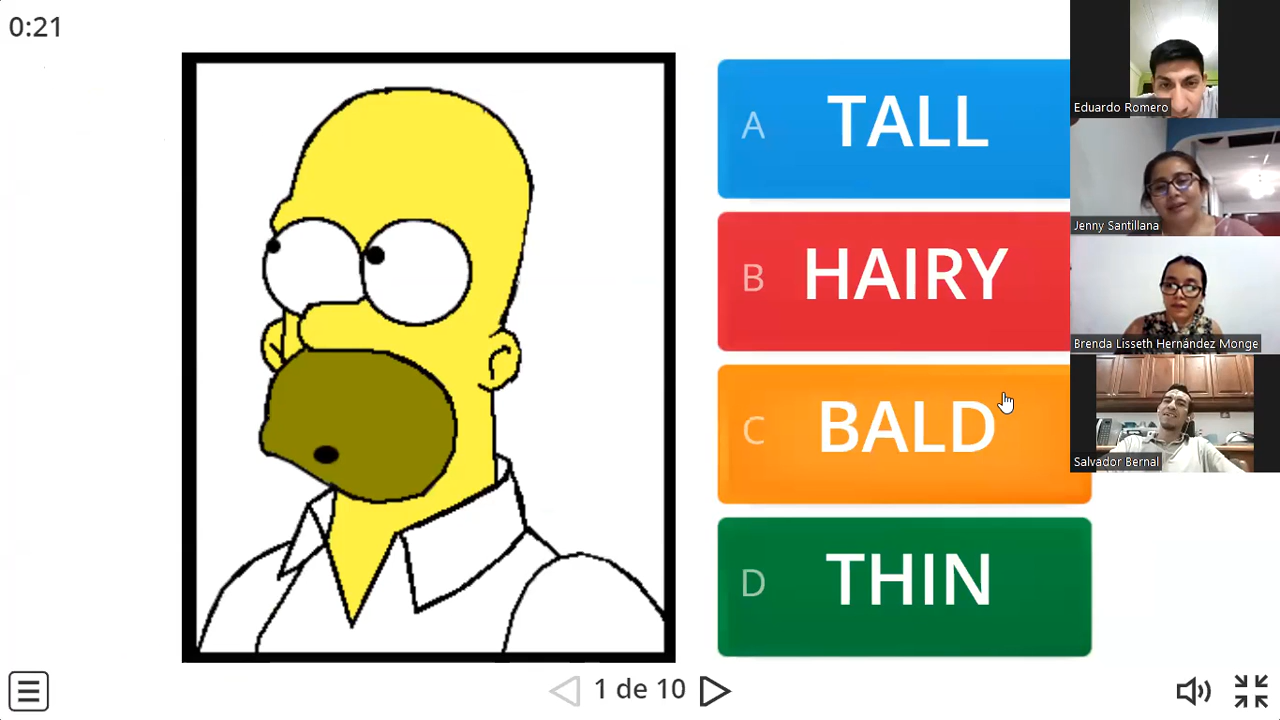 0:21
A TALL
B HAIRY
C BALD
D THIN
Eduardo Romero
Jenny Santillana
Brenda Lisseth Hernández Monge
Salvador Bernal
1 de 10